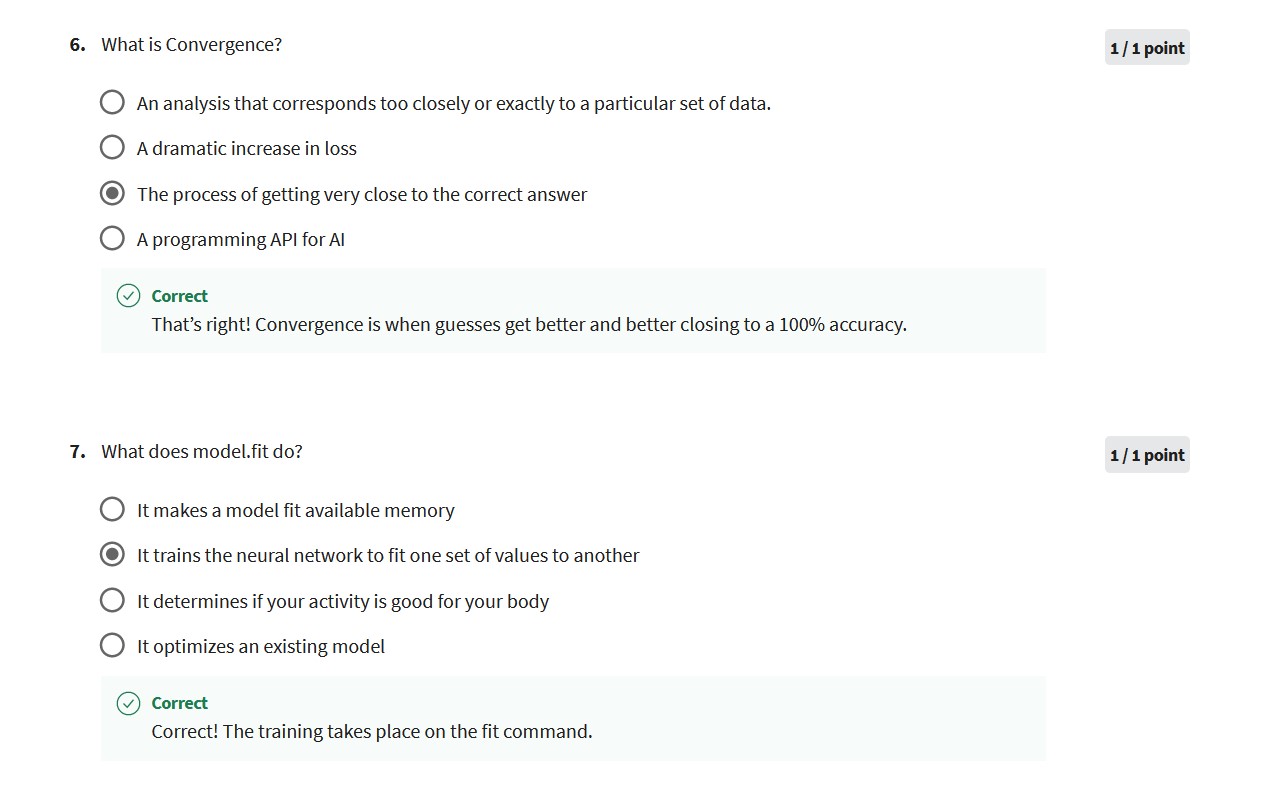 6. What is Convergence?
1 / 1 point
An analysis that corresponds too closely or exactly to a particular set of data.
A dramatic increase in loss
The process of getting very close to the correct answer
A programming API for AI
Correct
That’s right! Convergence is when guesses get better and better closing to a 100% accuracy.
7. What does model.fit do?
1 / 1 point
It makes a model fit available memory
It trains the neural network to fit one set of values to another
It determines if your activity is good for your body
It optimizes an existing model
Correct
Correct! The training takes place on the fit command.